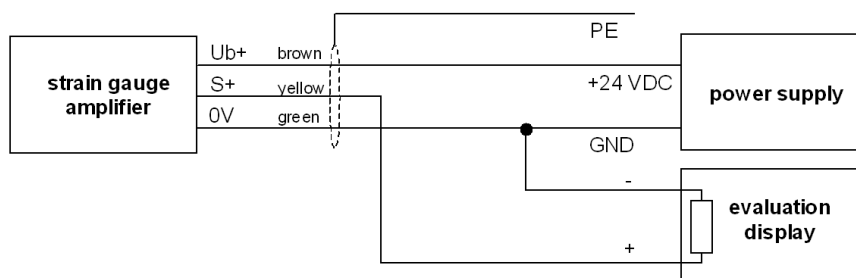 PE
Ub+ brown
strain gauge
amplifier
S+ yellow
+24 VDC
power supply
0V green
GND
-
evaluation
display
+